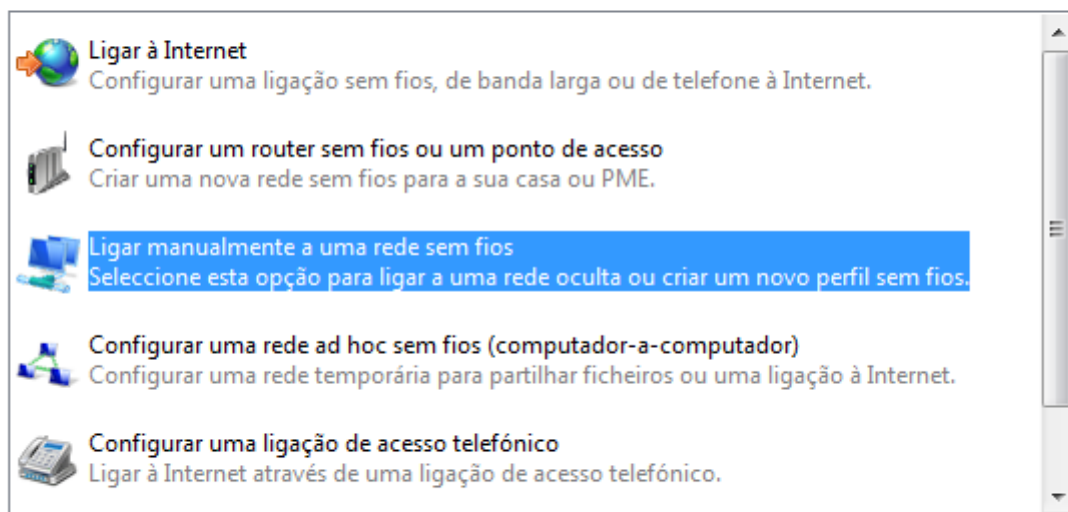 Ligar à Internet
Configurar uma ligação sem fios, de banda larga ou de telefone à Internet.
Configurar um router sem fios ou um ponto de acesso
Criar uma nova rede sem fios para a sua casa ou PME.
Ligar manualmente a uma rede sem fios
Seleccione esta opção para ligar a uma rede oculta ou criar um novo perfil sem fios.
Configurar uma rede ad hoc sem fios (computador-a-computador)
Configurar uma rede temporária para partilhar ficheiros ou uma ligação à Internet.
Configurar uma ligação de acesso telefónico
Ligar à Internet através de uma ligação de acesso telefónico.